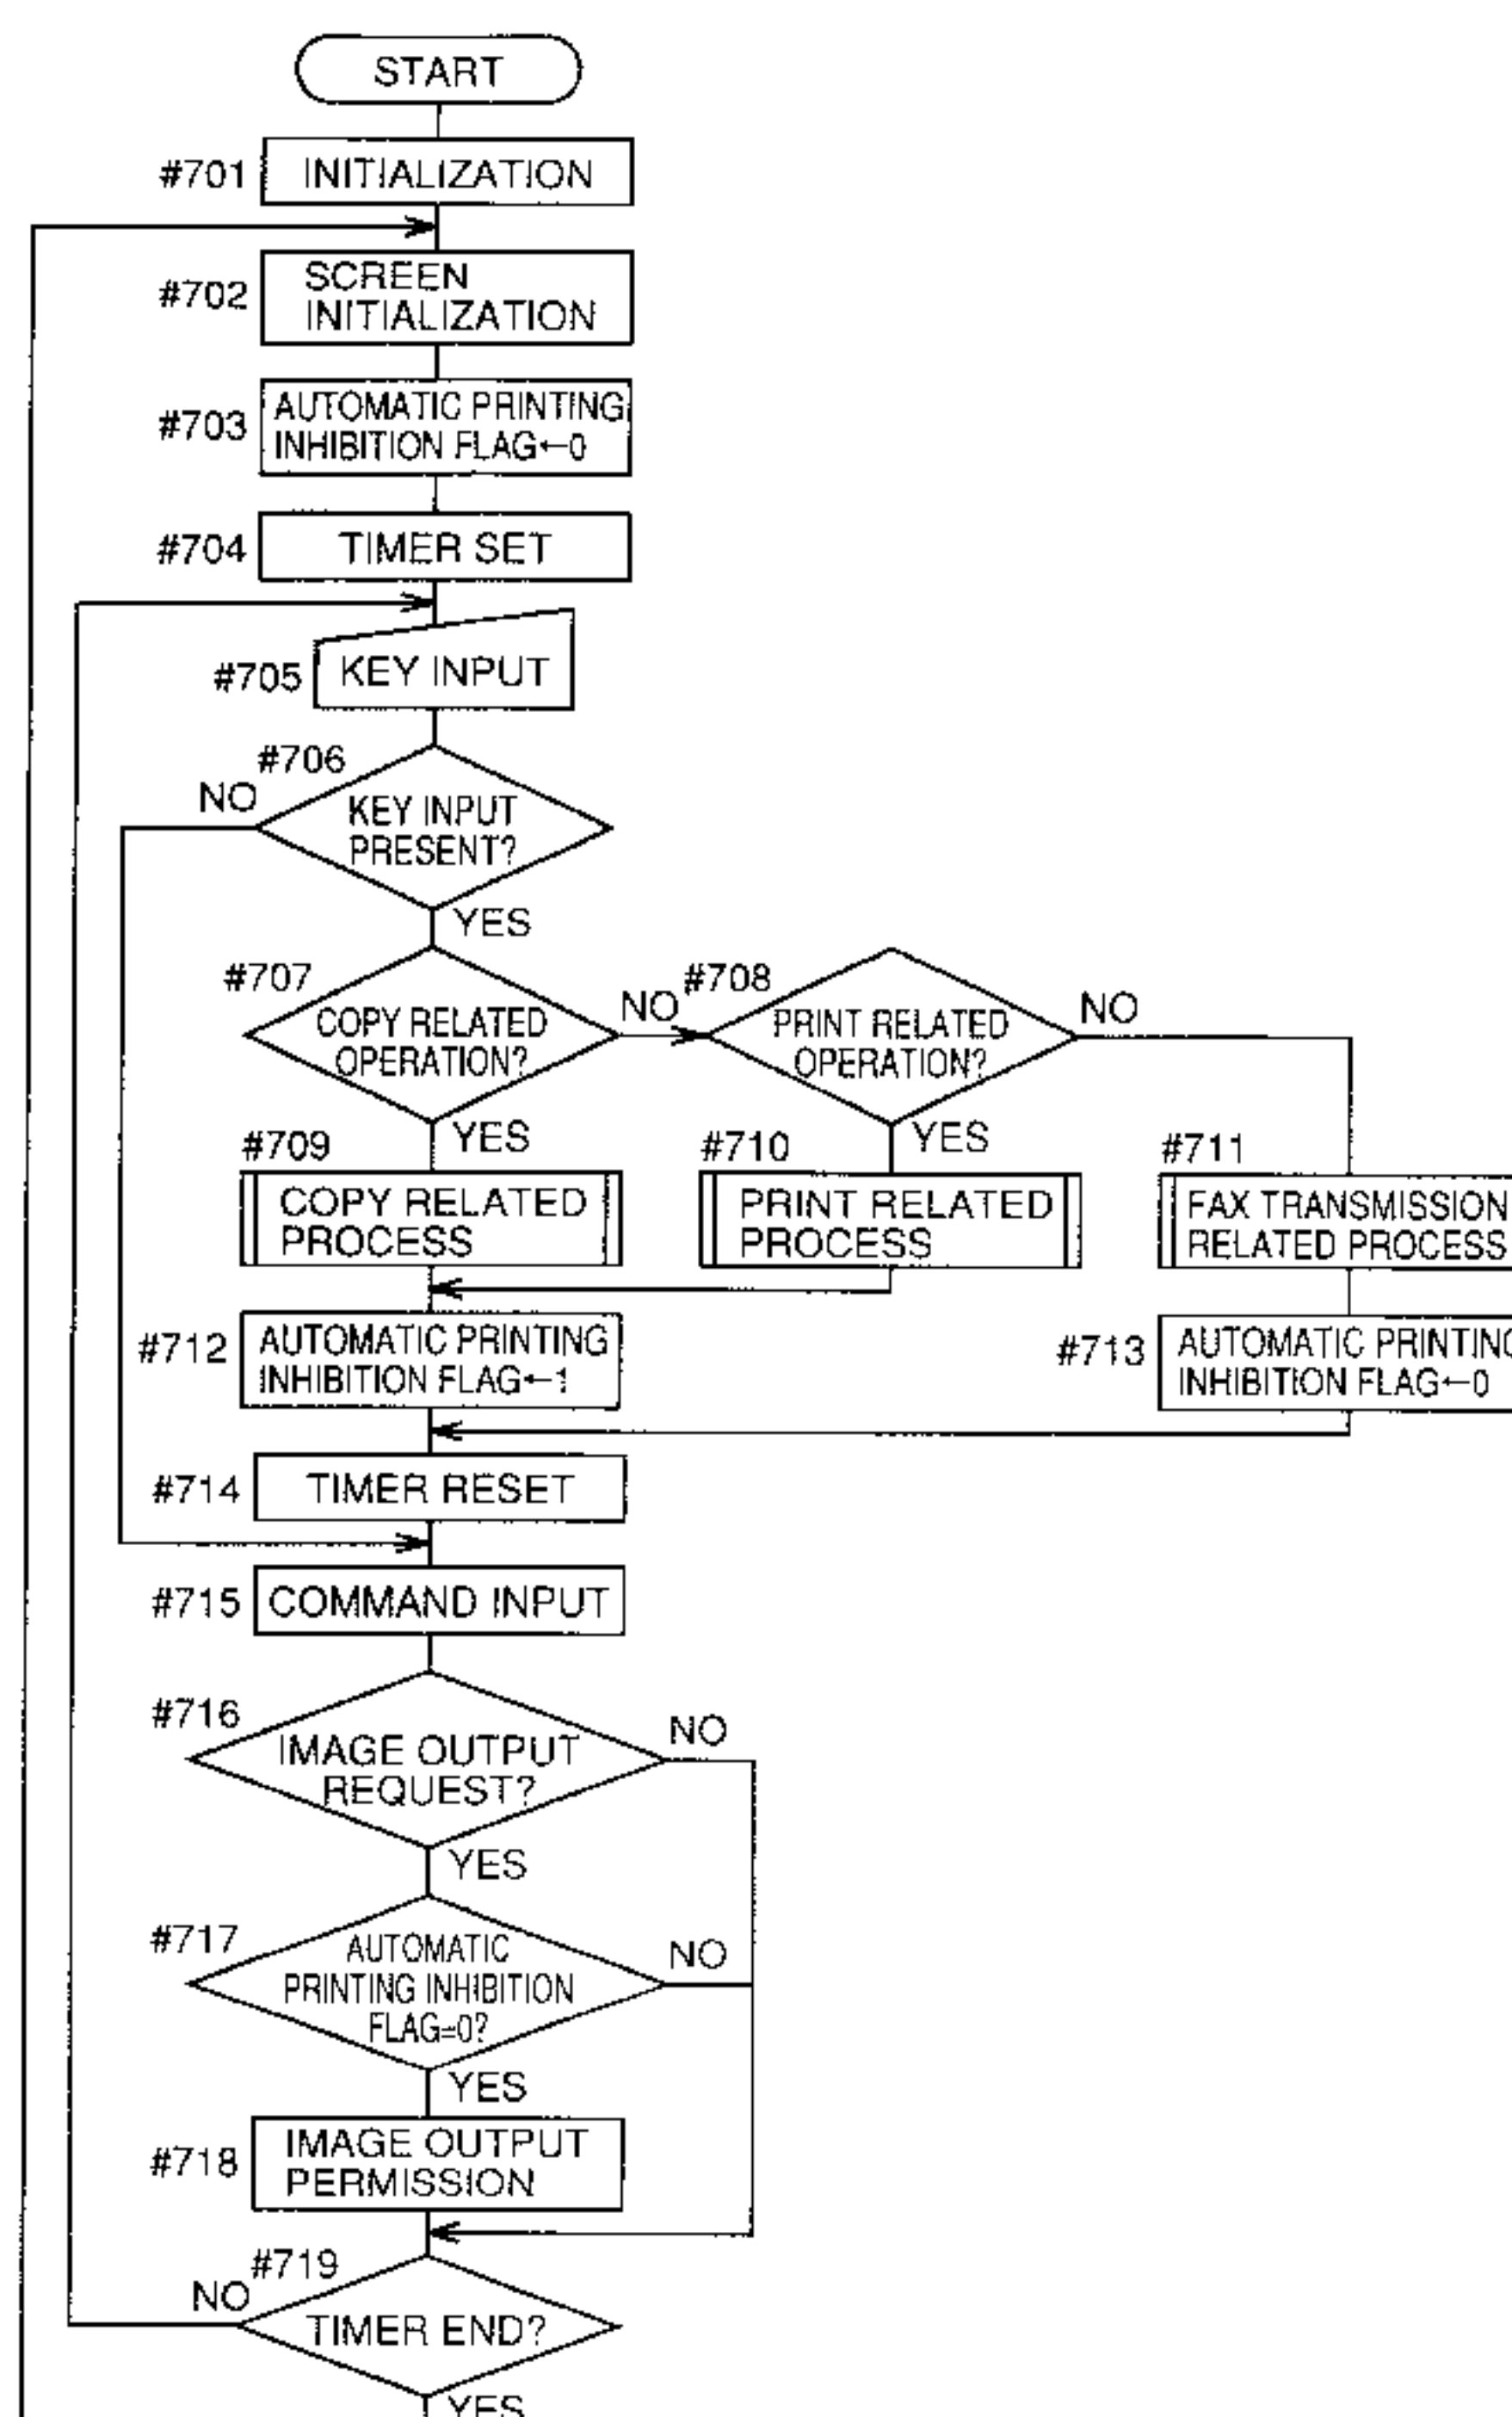 START
#701 INITIALIZATION
#702 SCREEN
INITIALIZATION
#703 AUTOMATIC PRINTING
INHIBITION FLAG←0
#704 TIMER SET
#705 KEY INPUT
#706
NO
KEY INPUT
PRESENT?
YES
#707
COPY RELATED
OPERATION?
NO
#708
PRINT RELATED
OPERATION?
NO
YES
YES
#709
COPY RELATED
PROCESS
#710
PRINT RELATED
PROCESS
#711
FAX TRANSMISSION
RELATED PROCESS
#712 AUTOMATIC PRINTING
INHIBITION FLAG←1
#713 AUTOMATIC PRINTING
INHIBITION FLAG←0
#714 TIMER RESET
#715 COMMAND INPUT
#716
IMAGE OUTPUT
REQUEST?
NO
YES
#717
AUTOMATIC
PRINTING INHIBITION
FLAG=0?
NO
YES
#718 IMAGE OUTPUT
PERMISSION
#719
NO
TIMER END?
YES